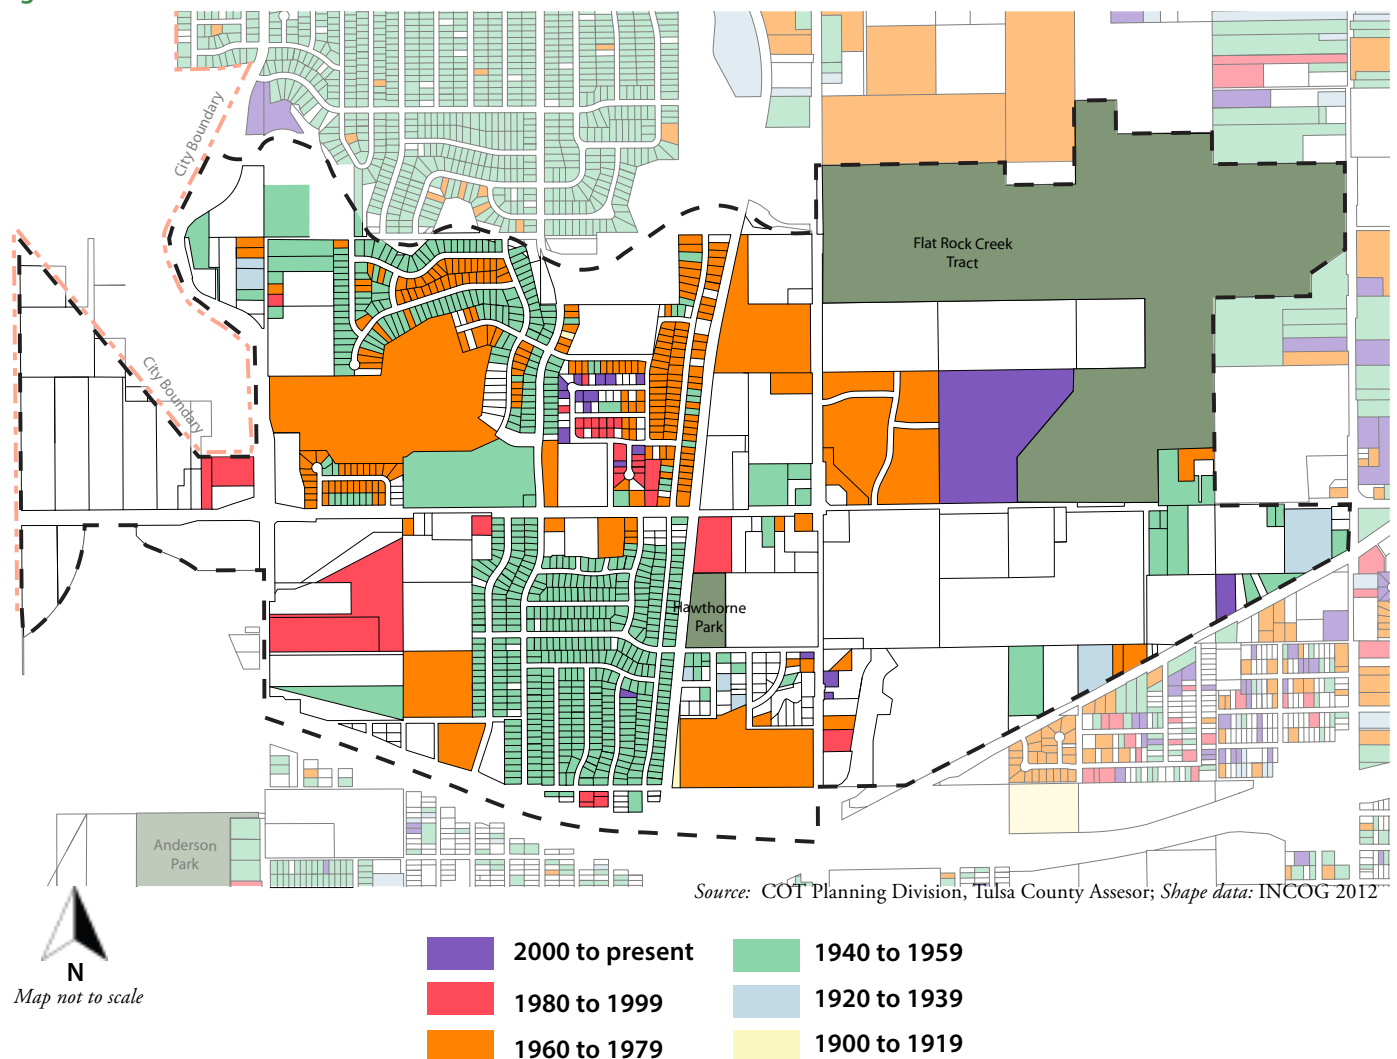 City Boundary
Flat Rock Creek
Tract
City Boundary
Hawthorne
Park
Anderson
Park
Source: COT Planning Division, Tulsa County Assesor; Shape data: INCOG 2012
N
Map not to scale
2000 to present
1980 to 1999
1960 to 1979
1940 to 1959
1920 to 1939
1900 to 1919